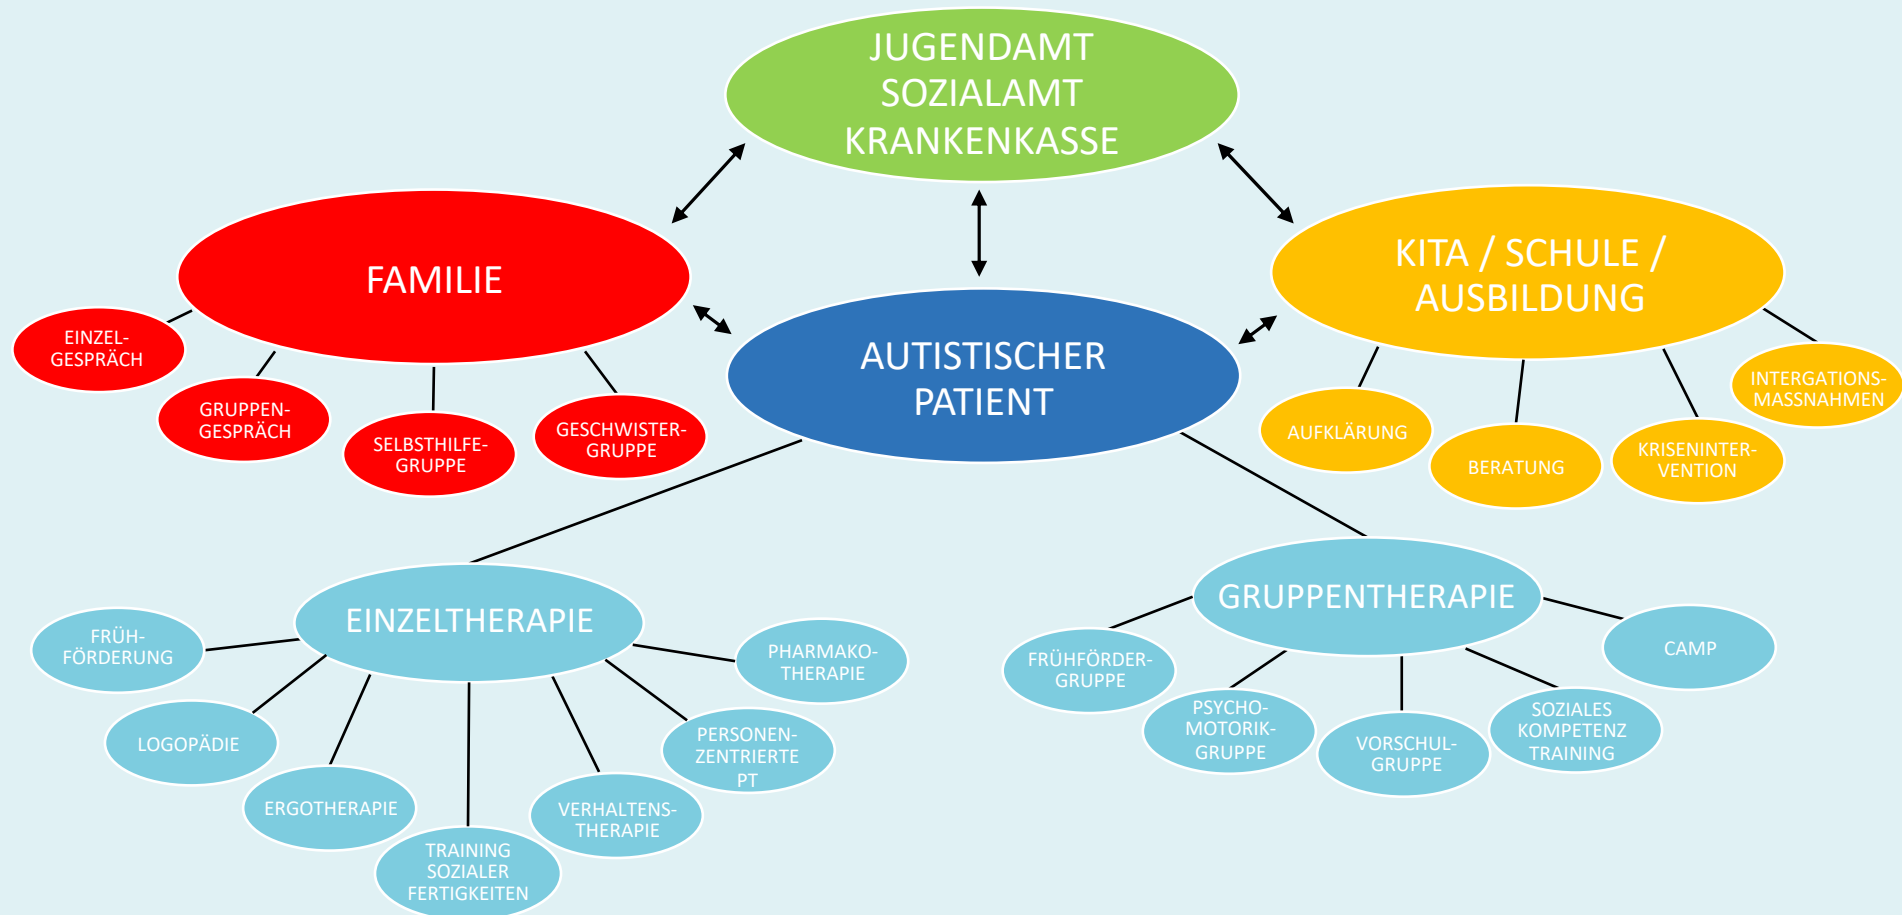 JUGENDAMT
SOZIALAMT
KRANKENKASSE
FAMILIE
EINZEL-
GESPRÄCH
GRUPPEN-
GESPRÄCH
SELBSTHILFE-
GRUPPE
GESCHWISTER-
GRUPPE
AUTISTISCHER
PATIENT
KITA / SCHULE /
AUSBILDUNG
AUFKLÄRUNG
BERATUNG
KRISENINTER-
VENTION
INTERGATIONS-
MASSNAHMEN
EINZELTHERAPIE
FRÜH-
FÖRDERUNG
LOGOPÄDIE
ERGOTHERAPIE
TRAINING
SOZIALER
FERTIGKEITEN
VERHALTENS-
THERAPIE
PERSONEN-
ZENTRIERTE
PT
PHARMAKO-
THERAPIE
GRUPPENTHERAPIE
FRÜHFÖRDER-
GRUPPE
PSYCHO-
MOTORIK-
GRUPPE
VORSCHUL-
GRUPPE
SOZIALES
KOMPETENZ
TRAINING
CAMP